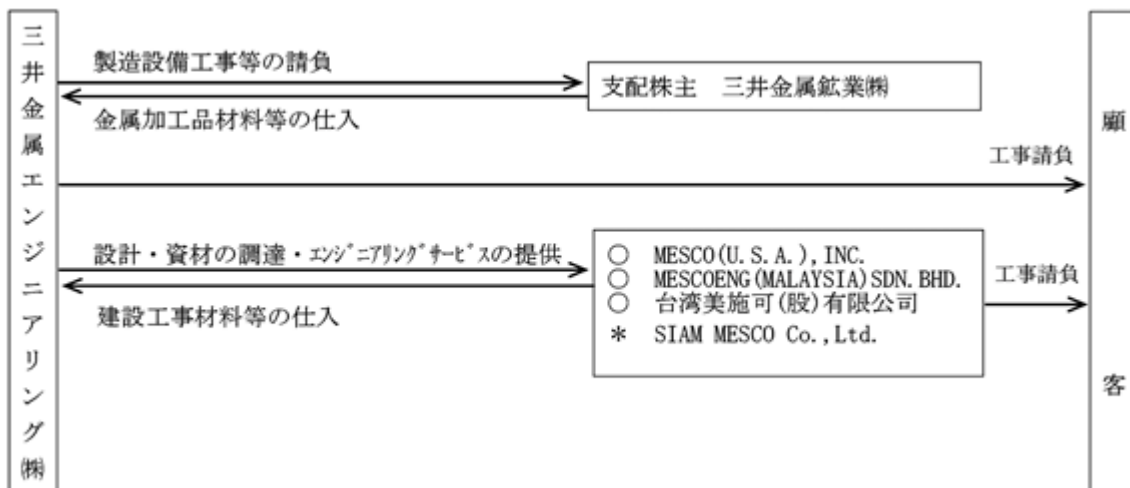 三井金属エンジニアリング㈱
製造設備工事等の請負
支配株主　三井金属鉱業㈱
金属加工品材料等の仕入
工事請負
設計・資材の調達・ｴﾝｼﾞﾆｱﾘﾝｸﾞｻｰﾋﾞｽの提供
建設工事材料等の仕入
○　MESCO(U.S.A.),INC.
○　MESCOENG(MALAYSIA)SDN.BHD.
○　台湾美施可(股)有限公司
＊　SIAM MESCO Co.,Ltd.
工事請負
顧客